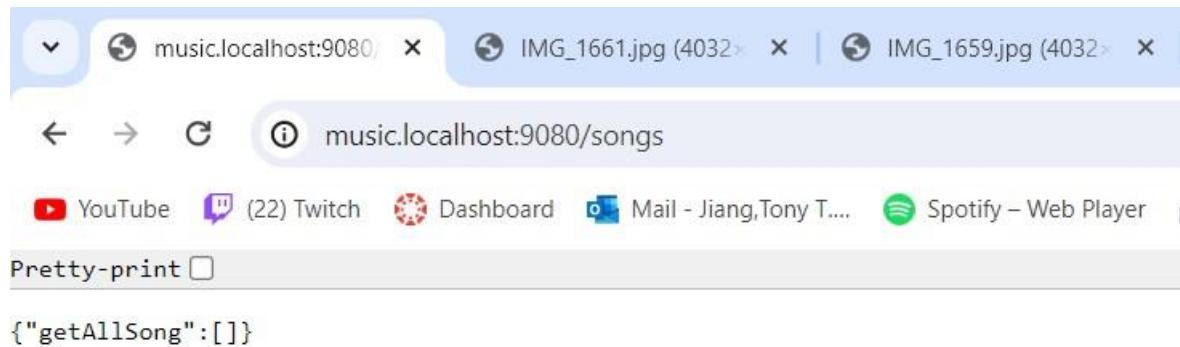 music.localhost:9080/ IMG_1661.jpg (4032× IMG_1659.jpg (4032×
music.localhost:9080/songs
YouTube (22) Twitch Dashboard Mail - Jiang,Tony T.... Spotify – Web Player
Pretty-print
{"getAllSong":[]}